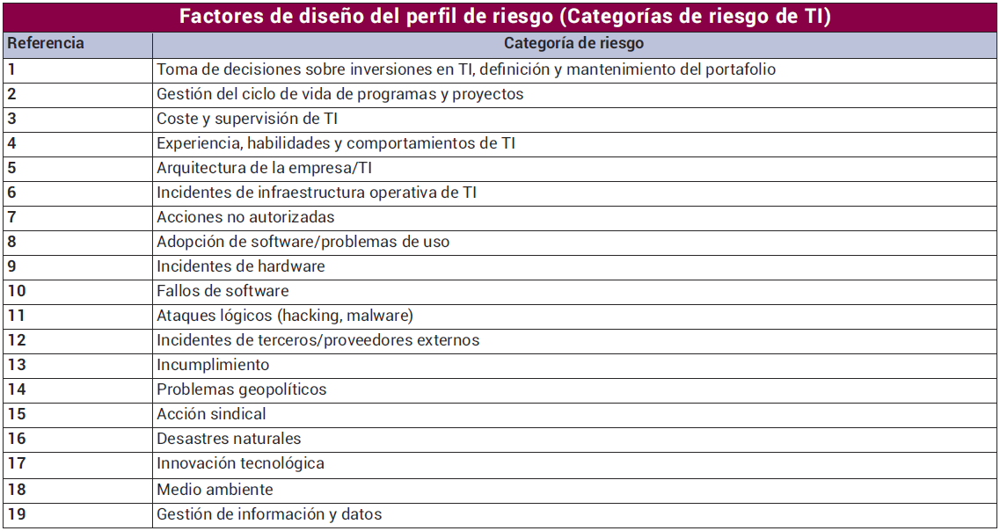 Factores de diseño del perfil de riesgo (Categorías de riesgo de TI)
Referencia Categoría de riesgo
1 Toma de decisiones sobre inversiones en TI, definición y mantenimiento del portafolio
2 Gestión del ciclo de vida de programas y proyectos
3 Coste y supervisión de TI
4 Experiencia, habilidades y comportamientos de TI
5 Arquitectura de la empresa/TI
6 Incidentes de infraestructura operativa de TI
7 Acciones no autorizadas
8 Adopción de software/problemas de uso
9 Incidentes de hardware
10 Fallos de software
11 Ataques lógicos (hacking, malware)
12 Incidentes de terceros/proveedores externos
13 Incumplimiento
14 Problemas geopolíticos
15 Acción sindical
16 Desastres naturales
17 Innovación tecnológica
18 Medio ambiente
19 Gestión de información y datos